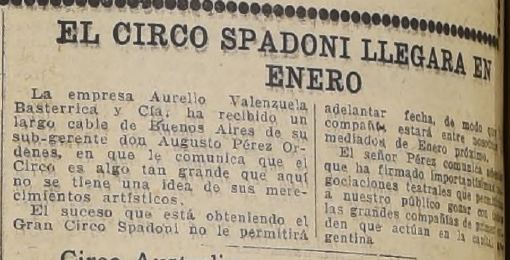 EL CIRCO SPADONI LLEGARA EN
ENERO
La empresa Aurelio Valenzuela
Basterrica y Cía, ha recibido un
largo cable de Buenos Aires de su
sub-gerente don Augusto Pérez Or-
denes, en que le comunica que el
Circo es algo tan grande que aquí
no se tiene una idea de sus mere-
cimientos artísticos.
El suceso que está obteniendo el
Gran Circo Spadoni no le permitirá
adelantar fecha, de modo que
compañía estará entre
mediados de Enero próximo.
El señor Pérez comunica
que ha firmado
gociaciones teatrales que
a nuestro público gozar con
las grandes compañías de
den que actúan en la capital
gentina
Circo